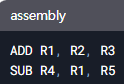 assembly
ADD R1, R2, R3
SUB R4, R1, R5